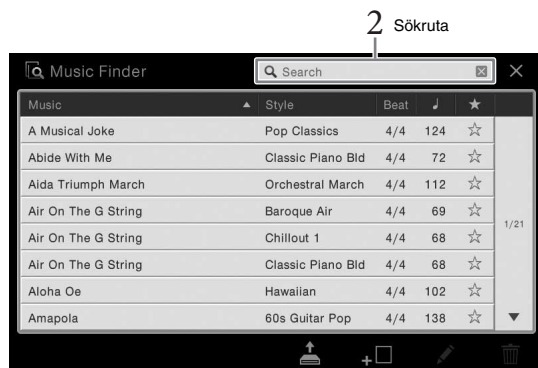 2 Sökruta
Music Finder Search
Music Style Beat ♩ ★
A Musical Joke Pop Classics 4/4 124 ☆
Abide With Me Classic Piano Bld 4/4 72 ☆
Aida Triumph March Orchestral March 4/4 112 ☆
Air On The G String Baroque Air 4/4 69 ☆
Air On The G String Chillout 1 4/4 68 ☆
Air On The G String Classic Piano Bld 4/4 68 ☆
Aloha Oe Hawaiian 4/4 102 ☆
Amapola 60s Guitar Pop 4/4 138 ☆
1/21